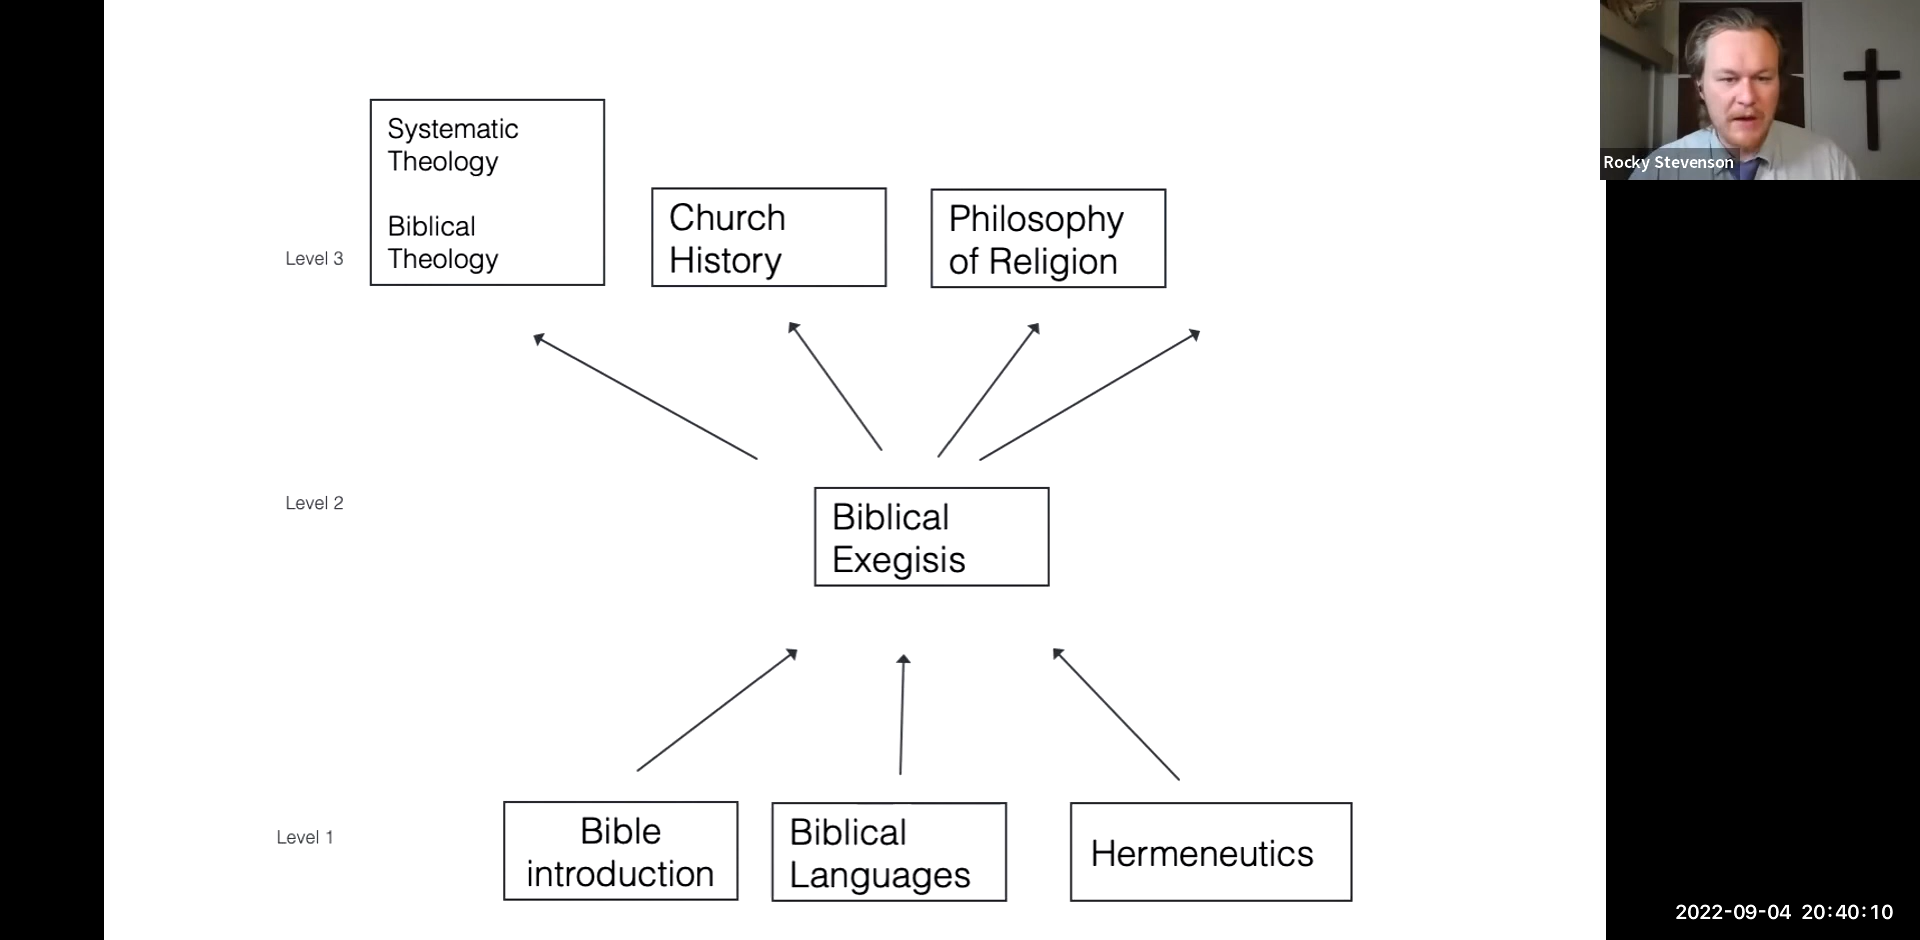 Systematic
Theology
Biblical
Theology
Level 3
Church
History
Philosophy
of Religion
Rocky Stevenson
Level 2
Biblical
Exegisis
Level 1
Bible
introduction
Biblical
Languages
Hermeneutics
2022-09-04 20:40:10